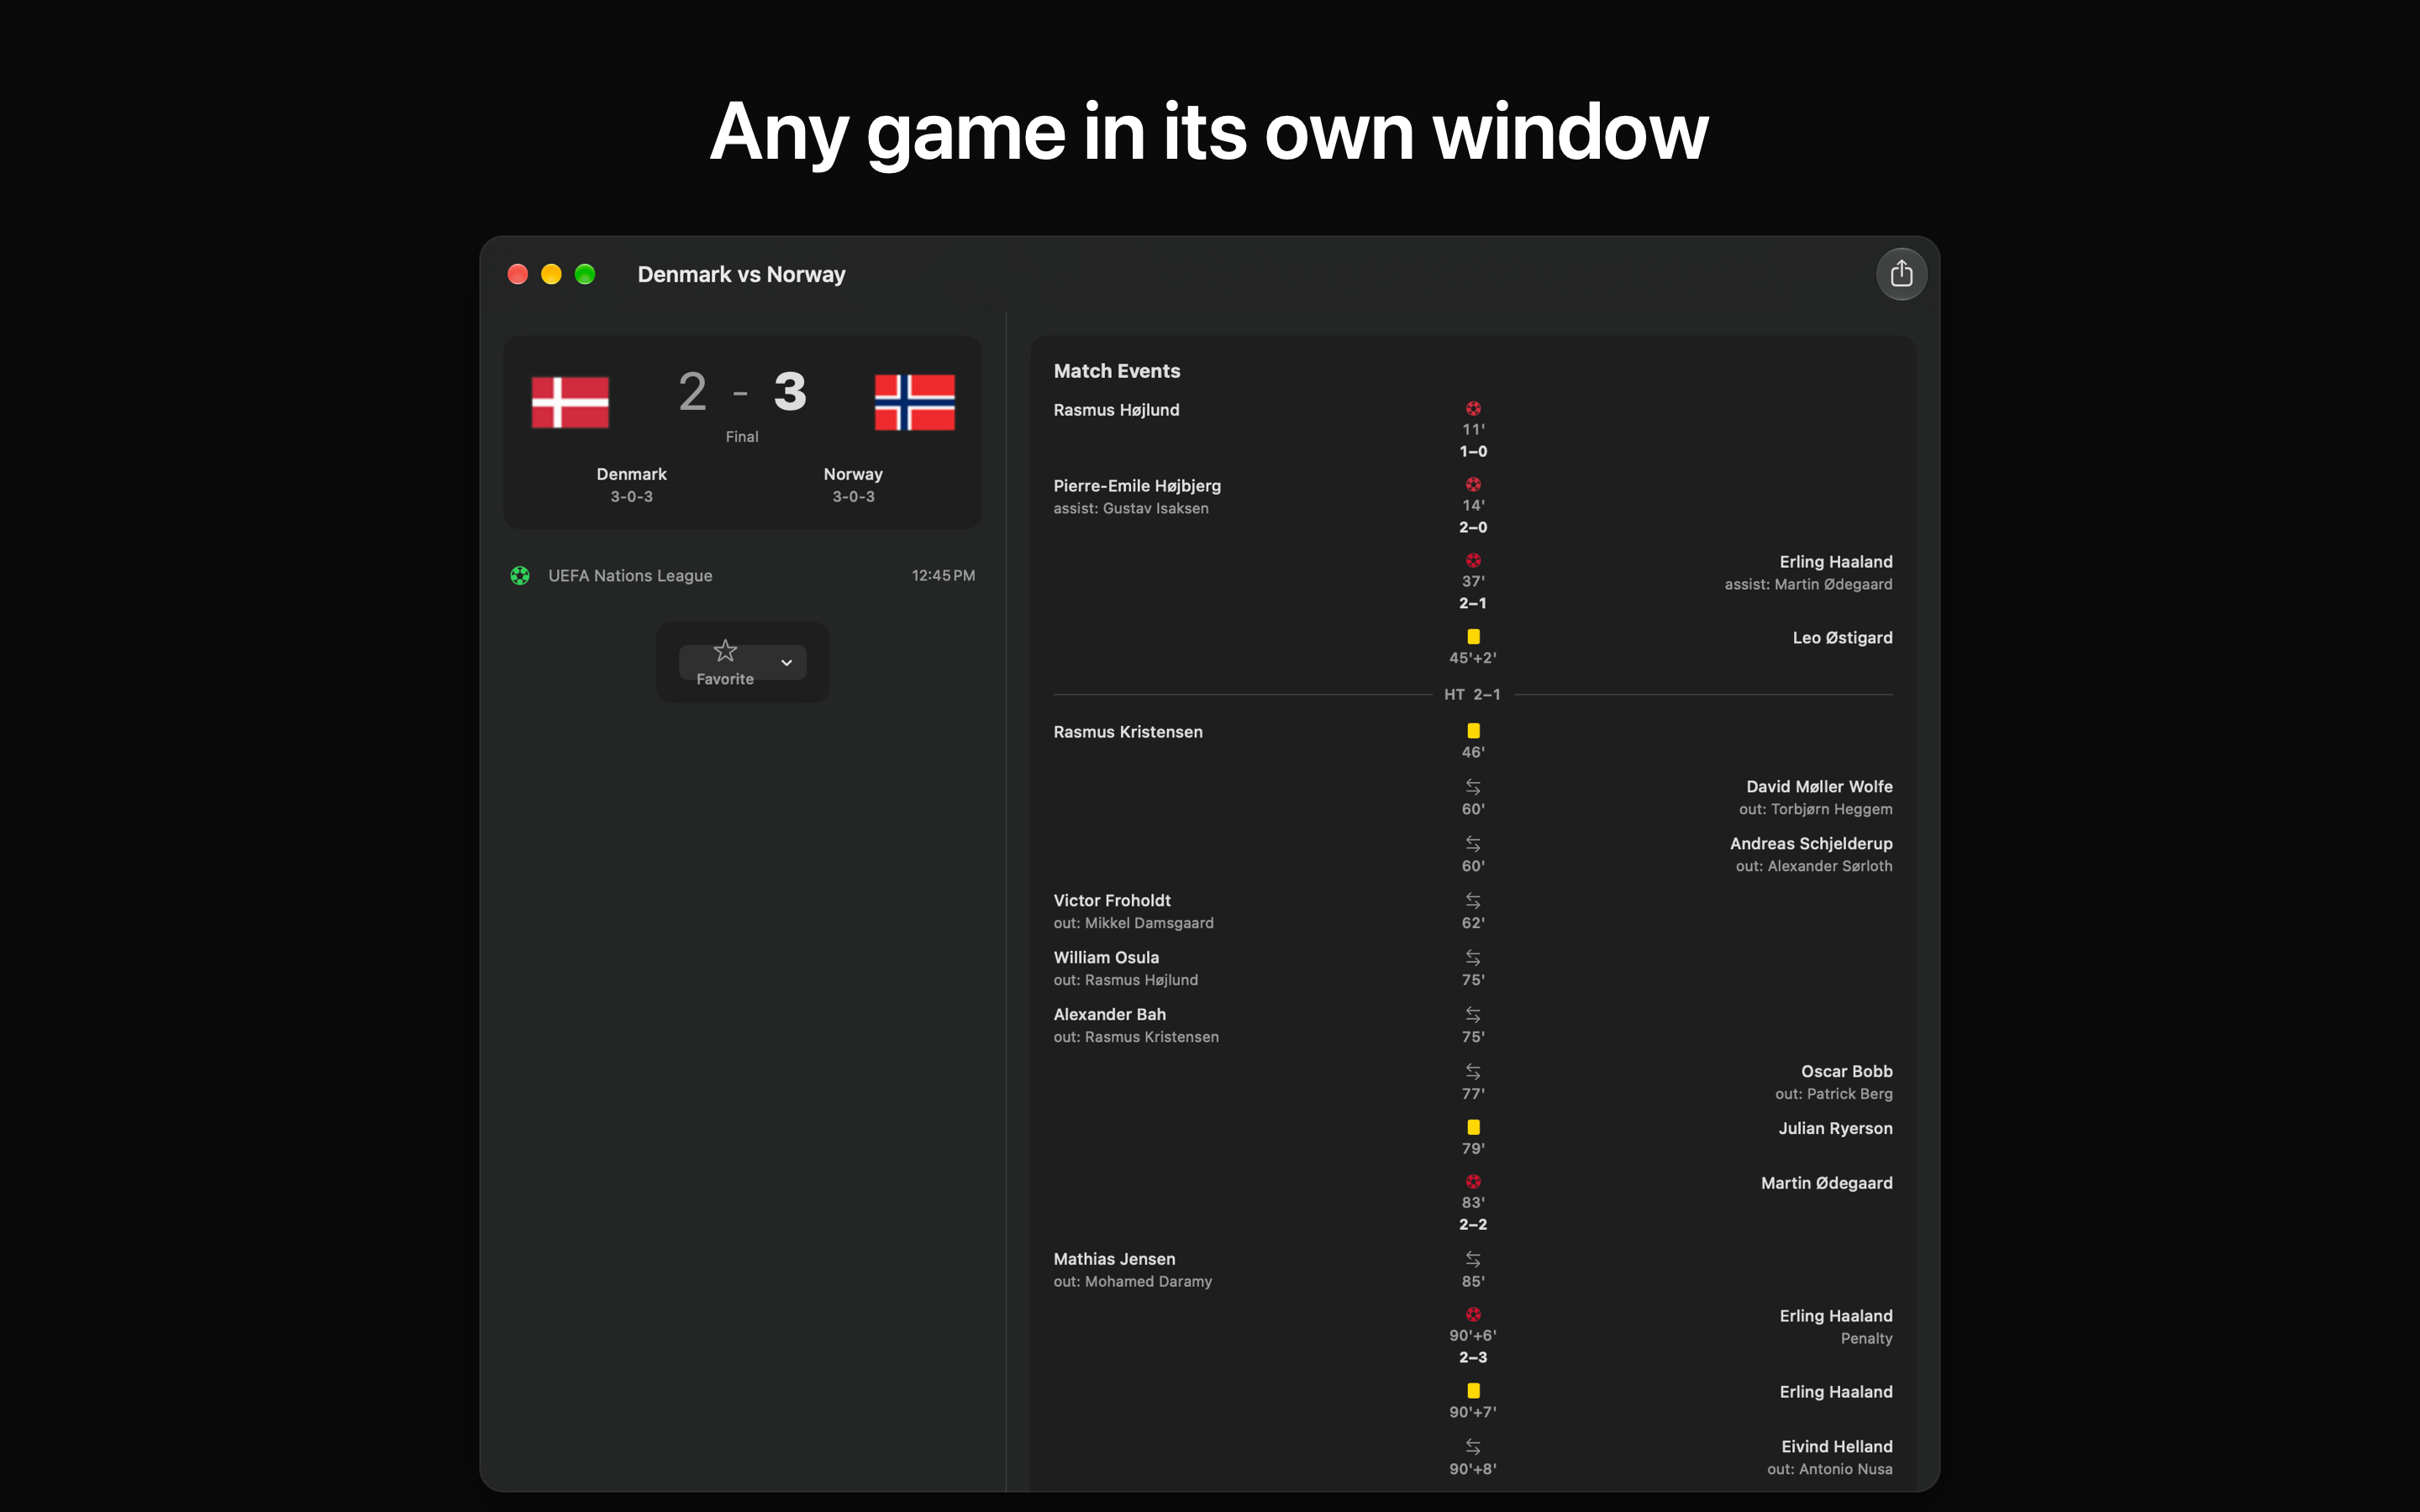 Any game in its own window
Denmark vs Norway
2 - 3
Final
Denmark
3-0-3
Norway
3-0-3
UEFA Nations League
12:45 PM
Favorite
Match Events
Rasmus Højlund
11'
1–0
Pierre-Emile Højbjerg
assist: Gustav Isaksen
14'
2–0
37'
2–1
Erling Haaland
assist: Martin Ødegaard
45'+2'
Leo Østigard
HT 2–1
Rasmus Kristensen
46'
60'
David Møller Wolfe
out: Torbjørn Heggem
60'
Andreas Schjelderup
out: Alexander Sørloth
Victor Froholdt
out: Mikkel Damsgaard
62'
William Osula
out: Rasmus Højlund
75'
Alexander Bah
out: Rasmus Kristensen
75'
77'
Oscar Bobb
out: Patrick Berg
79'
Julian Ryerson
83'
2–2
Martin Ødegaard
Mathias Jensen
out: Mohamed Daramy
85'
90'+6'
2–3
Erling Haaland
Penalty
90'+7'
Erling Haaland
90'+8'
Eivind Helland
out: Antonio Nusa